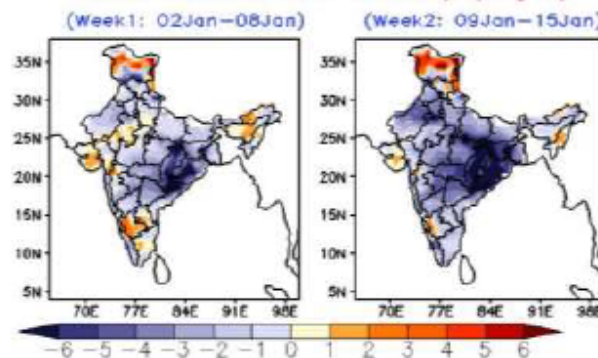 (Week1: 02Jan–08Jan) (Week2: 09Jan–15Jan)
35N 35N
30N 30N
25N 25N
20N 20N
15N 15N
10N 10N
5N 5N
70E 77E 84E 91E 98E 70E 77E 84E 91E 98E
-6 -5 -4 -3 -2 -1 0 1 2 3 4 5 6